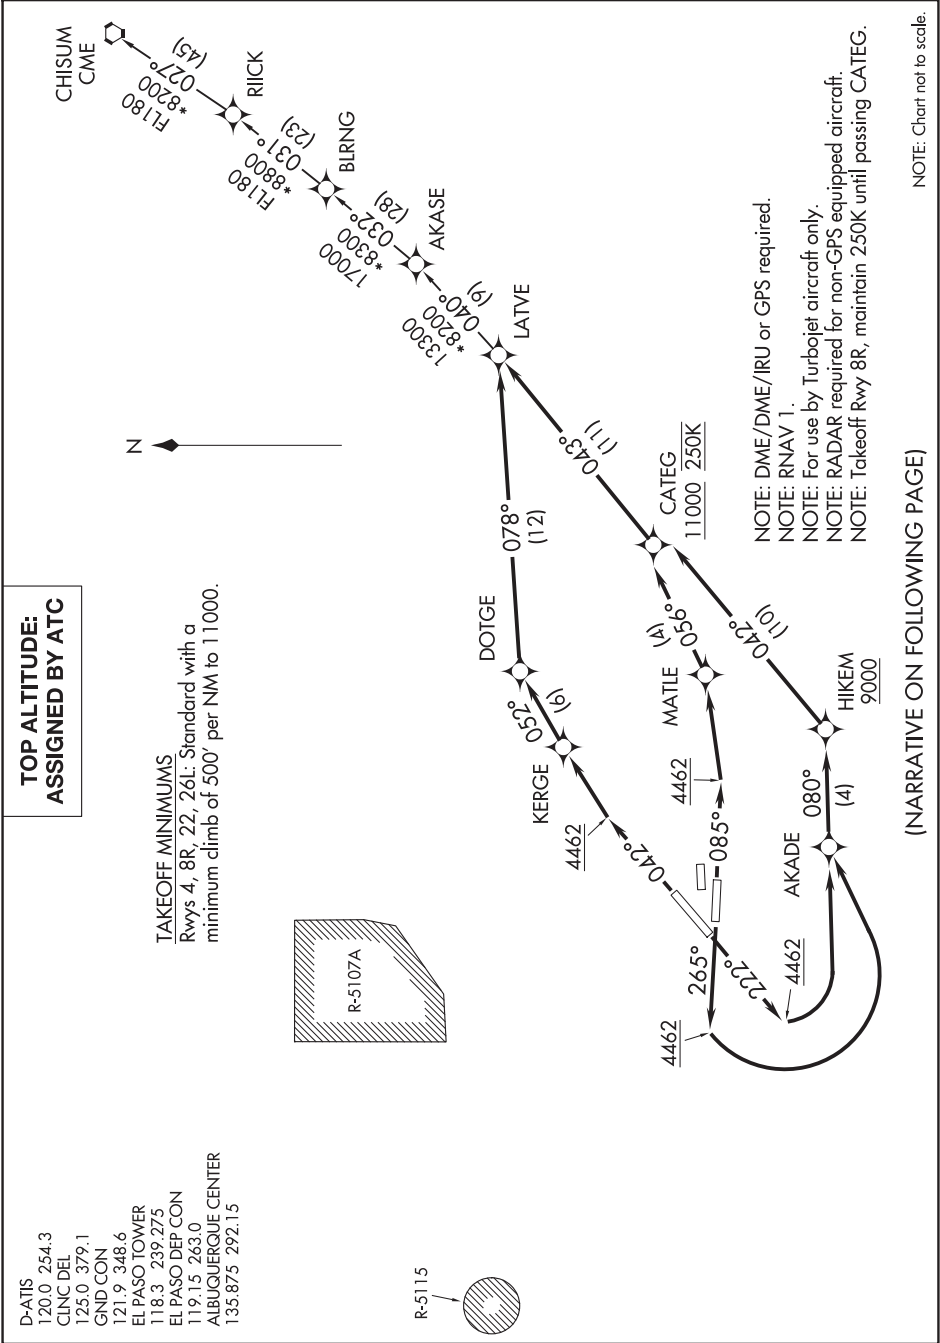 TOP ALTITUDE:
ASSIGNED BY ATC
D-ATIS
120.0 254.3
CLNC DEL
125.0 379.1
GND CON
121.9 348.6
EL PASO TOWER
118.3 239.275
EL PASO DEP CON
119.15 263.0
ALBUQUERQUE CENTER
135.875 292.15
TAKEOFF MINIMUMS
Rwys 4, 8R, 22, 26L: Standard with a
minimum climb of 500' per NM to 11000.
N
CHISUM
CME
FL180
*8200
027°
(45)
RIICK
FL180
*8800
031°
(23)
BLRNG
17000
*8300
032°
(28)
AKASE
13300
*8200
040°
(9)
LATVE
R-5107A
R-5115
DOTGE
078°
(12)
052°
(6)
KERGE
4462
042°
043°
(11)
CATEG
11000 250K
(4)
056°
MATLE
4462
085°
265°
4462
222°
4462
AKADE
080°
(4)
HIKEM
9000
042°
(10)
NOTE: DME/DME/IRU or GPS required.
NOTE: RNAV 1.
NOTE: For use by Turbojet aircraft only.
NOTE: RADAR required for non-GPS equipped aircraft.
NOTE: Takeoff Rwy 8R, maintain 250K until passing CATEG.
(NARRATIVE ON FOLLOWING PAGE)
NOTE: Chart not to scale.